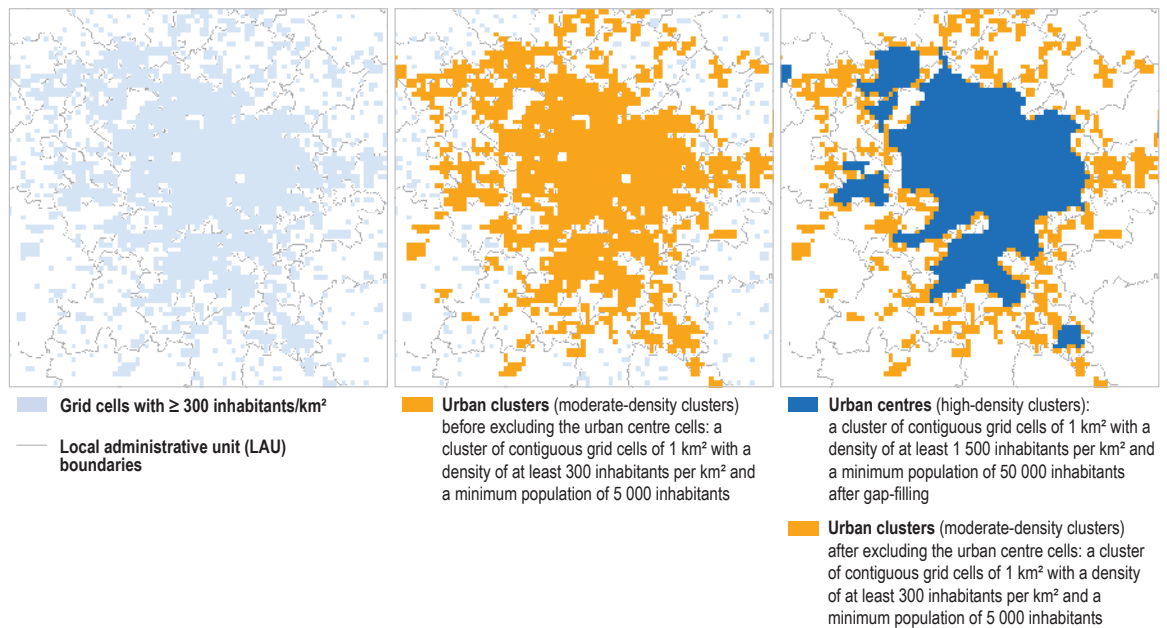 Grid cells with ≥ 300 inhabitants/km²
Local administrative unit (LAU)
boundaries
Urban clusters (moderate-density clusters)
before excluding the urban centre cells: a
cluster of contiguous grid cells of 1 km² with a
density of at least 300 inhabitants per km² and
a minimum population of 5 000 inhabitants
Urban centres (high-density clusters):
a cluster of contiguous grid cells of 1 km² with a
density of at least 1 500 inhabitants per km² and
a minimum population of 50 000 inhabitants
after gap-filling
Urban clusters (moderate-density clusters)
after excluding the urban centre cells: a cluster
of contiguous grid cells of 1 km² with a density
of at least 300 inhabitants per km² and a
minimum population of 5 000 inhabitants